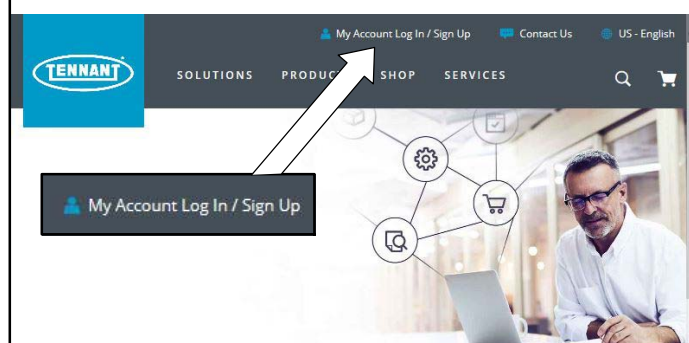 My Account Log In / Sign Up Contact Us US - English
TENNANT
SOLUTIONS SHOP SERVICES
My Account Log In / Sign Up